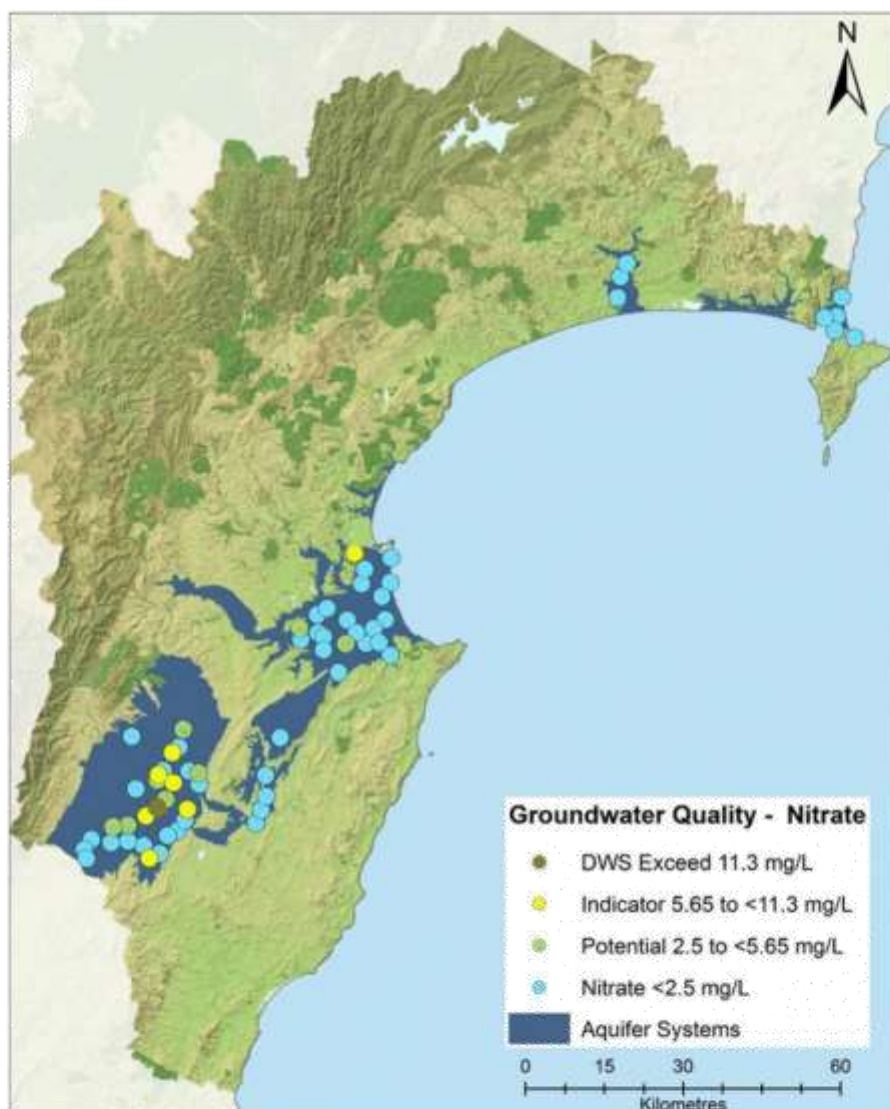 N
Groundwater Quality - Nitrate
DWS Exceed 11.3 mg/L
Indicator 5.65 to <11.3 mg/L
Potential 2.5 to <5.65 mg/L
Nitrate <2.5 mg/L
Aquifer Systems
0 15 30 60
Kilometres